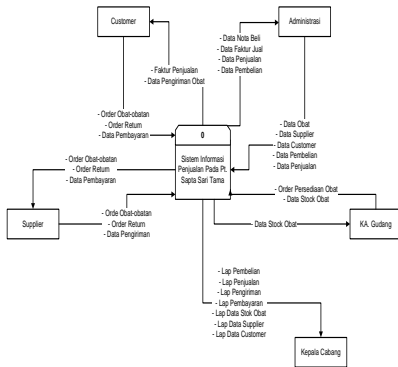 Customer
Administrasi
- Data Nota Beli
- Data Faktur Jual
- Data Penjualan
- Data Pembelian
- Faktur Penjualan
- Data Pengiriman Obat
- Order Obat-obatan
- Order Return
- Data Pembayaran
0
Sistem Informasi
Penjualan Pada Pt.
Sapta Sari Tama
- Data Obat
- Data Supplier
- Data Customer
- Data Pembelian
- Data Penjualan
- Order Obat-obatan
- Order Return
- Data Pembayaran
- Order Persediaan Obat
- Data Stock Obat
Supplier
- Orde Obat-obatan
- Order Return
- Data Pengiriman
- Data Stock Obat
KA. Gudang
- Lap Pembelian
- Lap Penjualan
- Lap Pengiriman
- Lap Pembayaran
- Lap Data Stok Obat
- Lap Data Supplier
- Lap Data Customer
Kepala Cabang